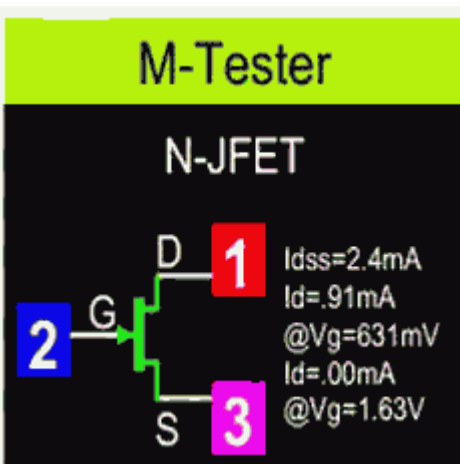 M-Tester
N-JFET
D
1
Idss=2.4mA
Id=.91mA
G
2
@Vg=631mV
Id=.00mA
S
3
@Vg=1.63V